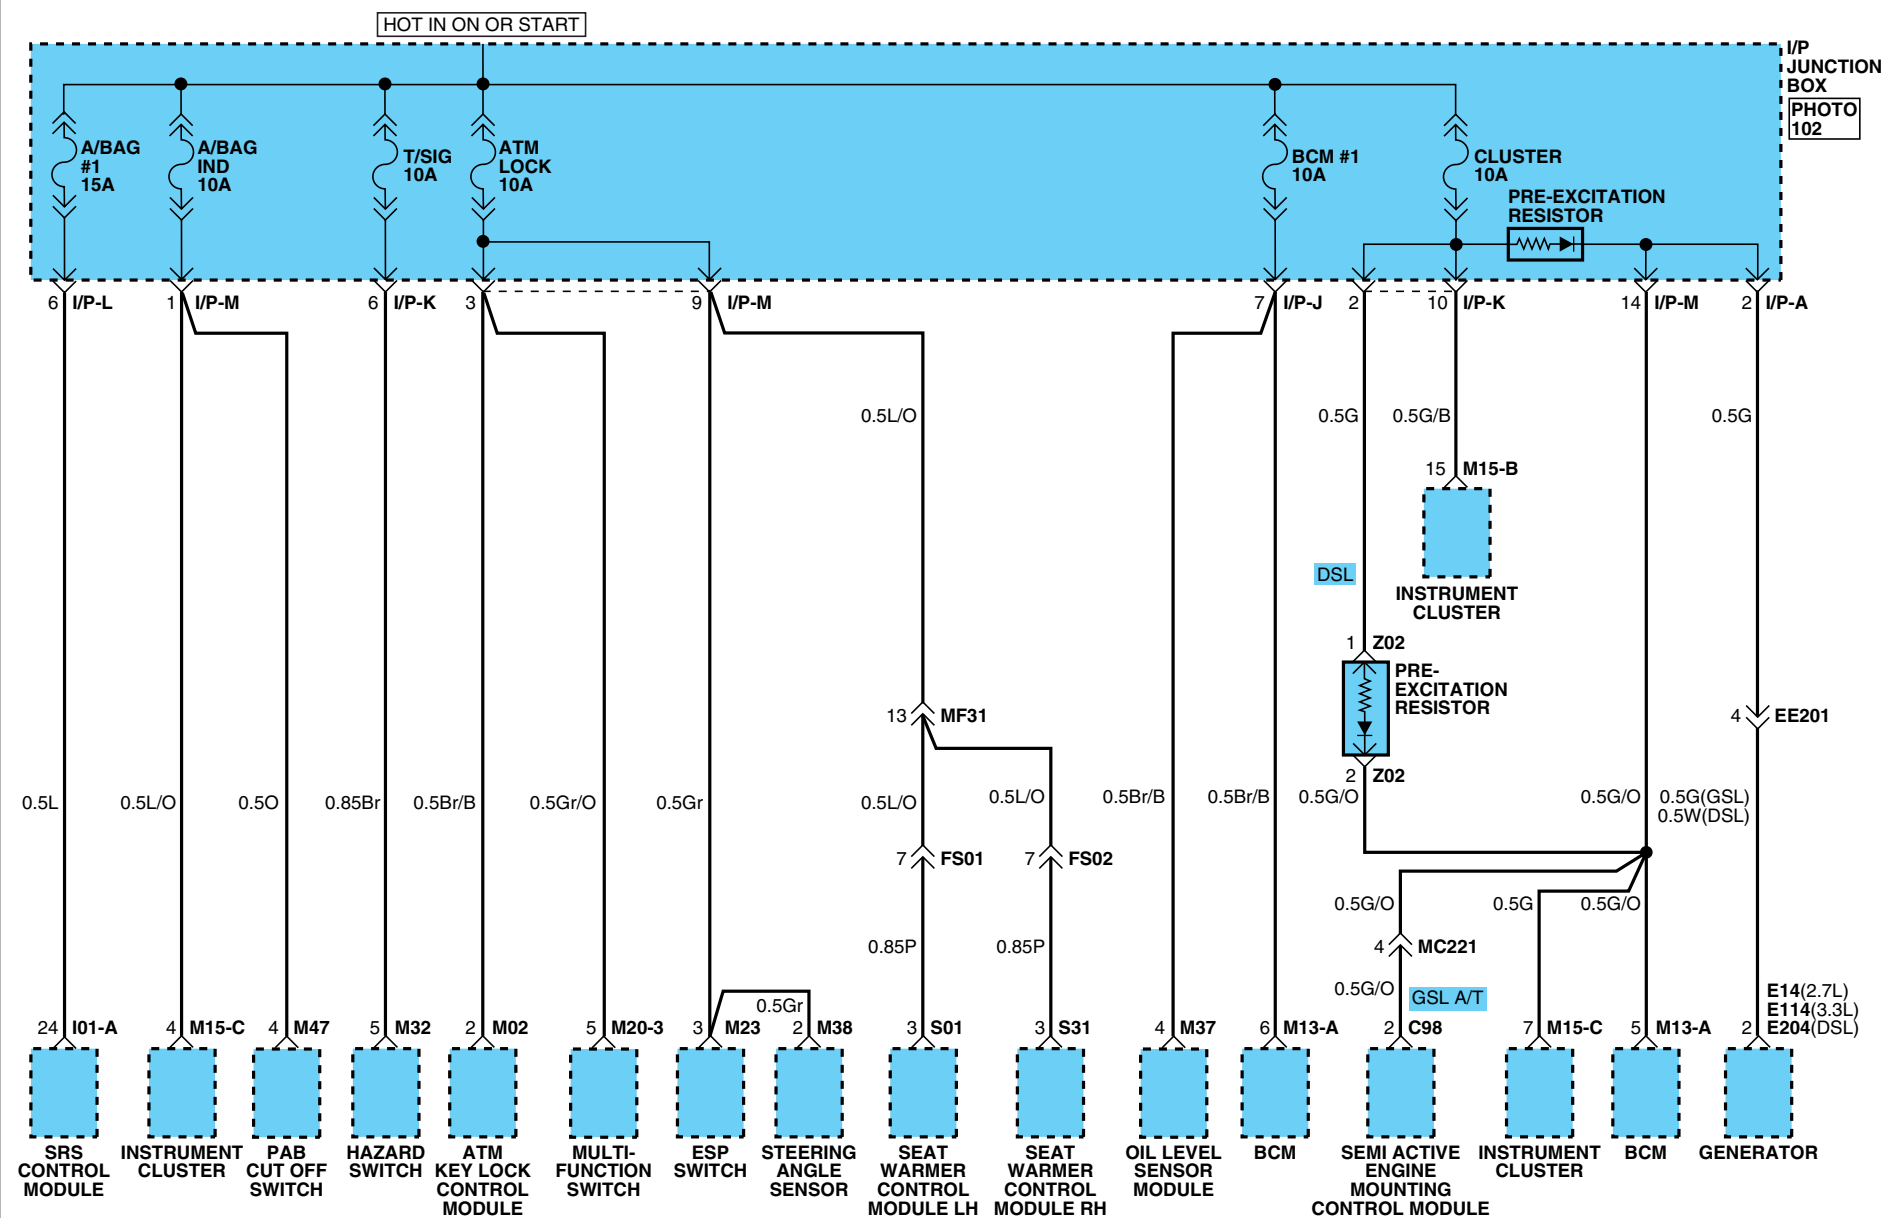 HOT IN ON OR START
I/P
JUNCTION
BOX
PHOTO
102
A/BAG
#1
15A
A/BAG
IND
10A
T/SIG
10A
ATM
LOCK
10A
BCM #1
10A
CLUSTER
10A
PRE-EXCITATION
RESISTOR
6 I/P-L
1 I/P-M
6 I/P-K
3
9 I/P-M
7 I/P-J
2
10 I/P-K
14 I/P-M
2 I/P-A
0.5L/O
0.5G
0.5G/B
0.5G
15 M15-B
INSTRUMENT
CLUSTER
DSL
1 Z02
PRE-
EXCITATION
RESISTOR
2 Z02
13 MF31
4 EE201
0.5L
0.5L/O
0.5O
0.85Br
0.5Br/B
0.5Gr/O
0.5Gr
0.5L/O
0.5L/O
0.5Br/B
0.5Br/B
0.5G/O
0.5G/O
0.5G(GSL)
0.5W(DSL)
7 FS01
7 FS02
0.5G/O
0.5G
0.5G/O
0.85P
0.85P
4 MC221
0.5G/O
GSL A/T
0.5Gr
E14(2.7L)
E114(3.3L)
E204(DSL)
24 I01-A
4 M15-C
4 M47
5 M32
2 M02
5 M20-3
3 M23
2 M38
3 S01
3 S31
4 M37
6 M13-A
2 C98
7 M15-C
5 M13-A
2
SRS
CONTROL
MODULE
INSTRUMENT
CLUSTER
PAB
CUT OFF
SWITCH
HAZARD
SWITCH
ATM
KEY LOCK
CONTROL
MODULE
MULTI-
FUNCTION
SWITCH
ESP
SWITCH
STEERING
ANGLE
SENSOR
SEAT
WARMER
CONTROL
MODULE LH
SEAT
WARMER
CONTROL
MODULE RH
OIL LEVEL
SENSOR
MODULE
BCM
SEMI ACTIVE
ENGINE
MOUNTING
CONTROL MODULE
INSTRUMENT
CLUSTER
BCM
GENERATOR